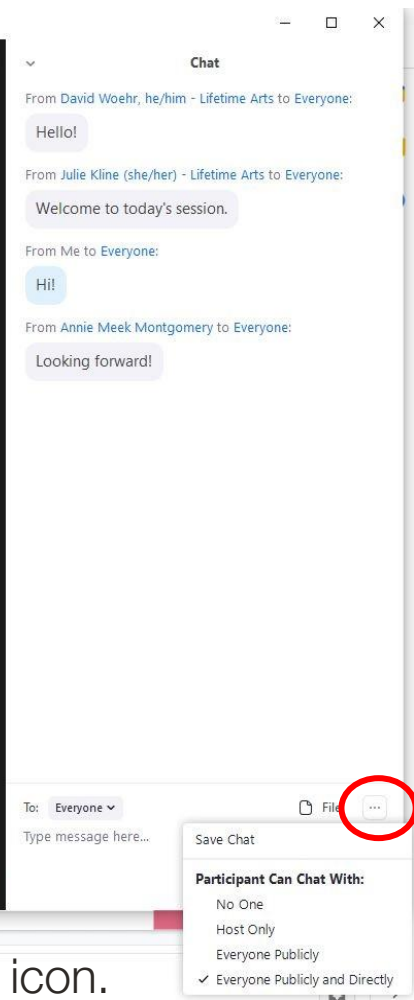 Chat
From David Woehr, he/him - Lifetime Arts to Everyone:
Hello!
From Julie Kline (she/her) - Lifetime Arts to Everyone:
Welcome to today's session.
From Me to Everyone:
Hi!
From Annie Meek Montgomery to Everyone:
Looking forward!
To: Everyone File ...
Type message here...
Save Chat
Participant Can Chat With:
No One
Host Only
Everyone Publicly
Everyone Publicly and Directly
icon.